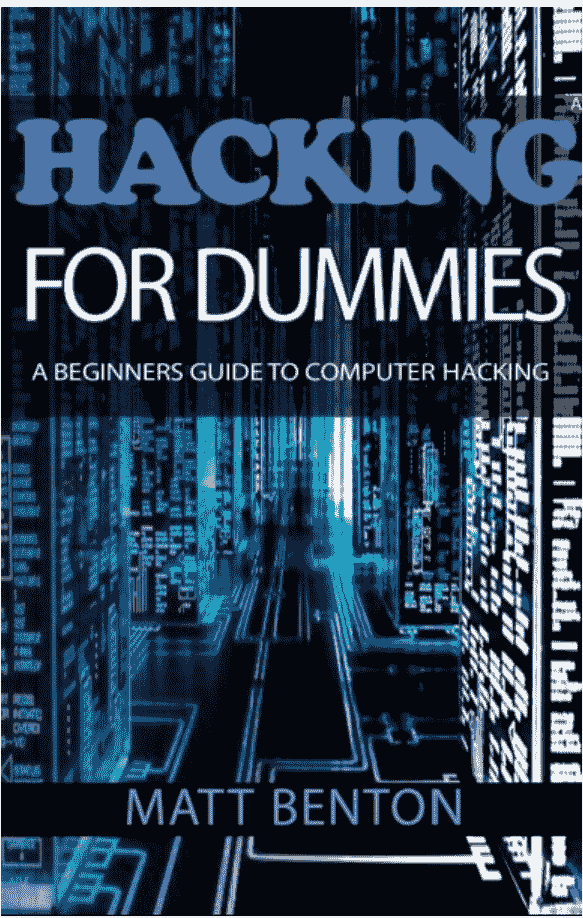 HACKING
FOR DUMMIES
A BEGINNERS GUIDE TO COMPUTER HACKING
MATT BENTON